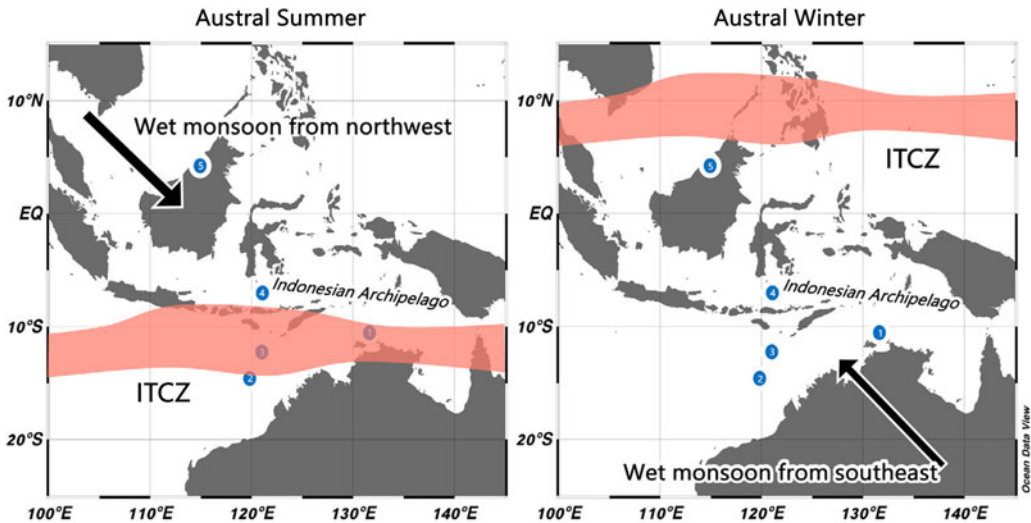 Austral Summer
Austral Winter
10°N
EQ
10°S
20°S
100°E 110°E 120°E 130°E 140°E
Wet monsoon from northwest
5
4
Indonesian Archipelago
1
3
2
ITCZ
10°N
EQ
10°S
20°S
100°E 110°E 120°E 130°E 140°E
ITCZ
5
4
Indonesian Archipelago
1
3
2
Wet monsoon from southeast
Ocean Data View